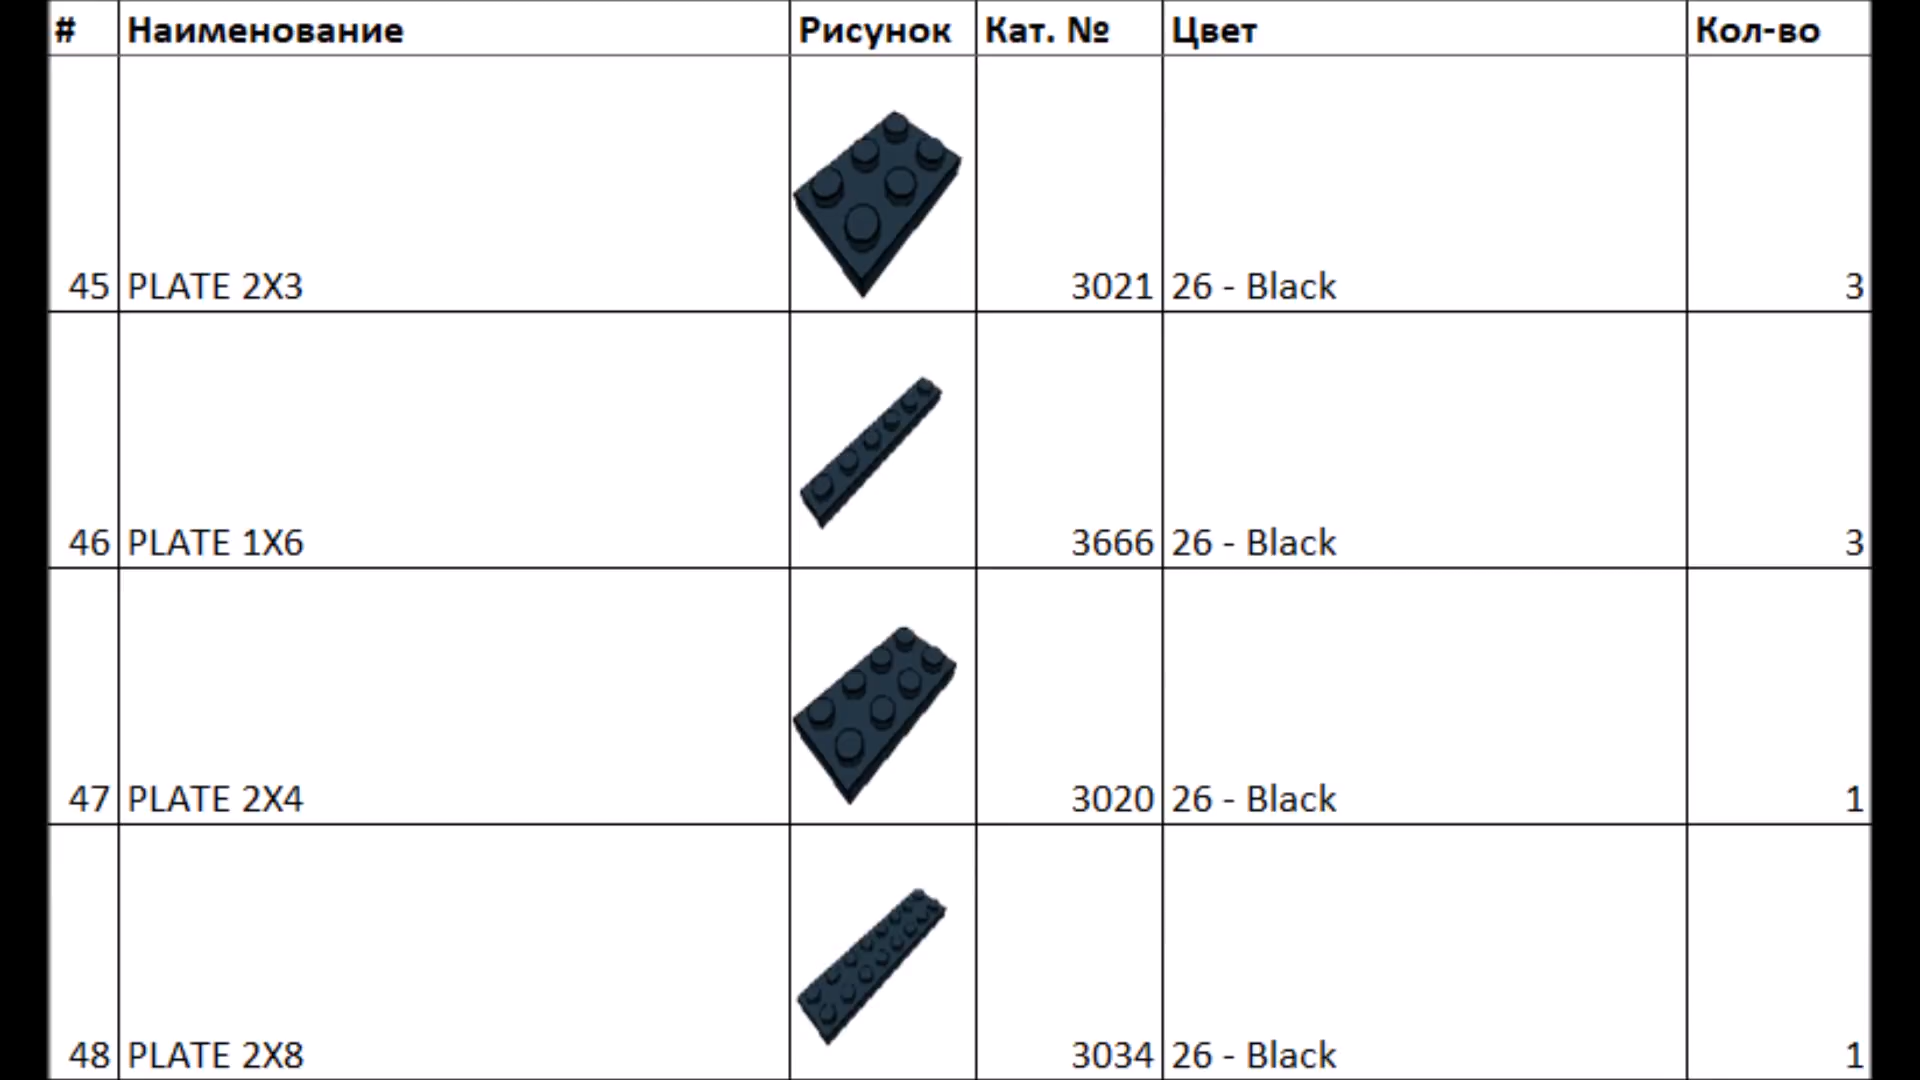 # Наименование Рисунок Кат. № Цвет Кол-во
45 PLATE 2X3 3021 26 - Black 3
46 PLATE 1X6 3666 26 - Black 3
47 PLATE 2X4 3020 26 - Black 1
48 PLATE 2X8 3034 26 - Black 1